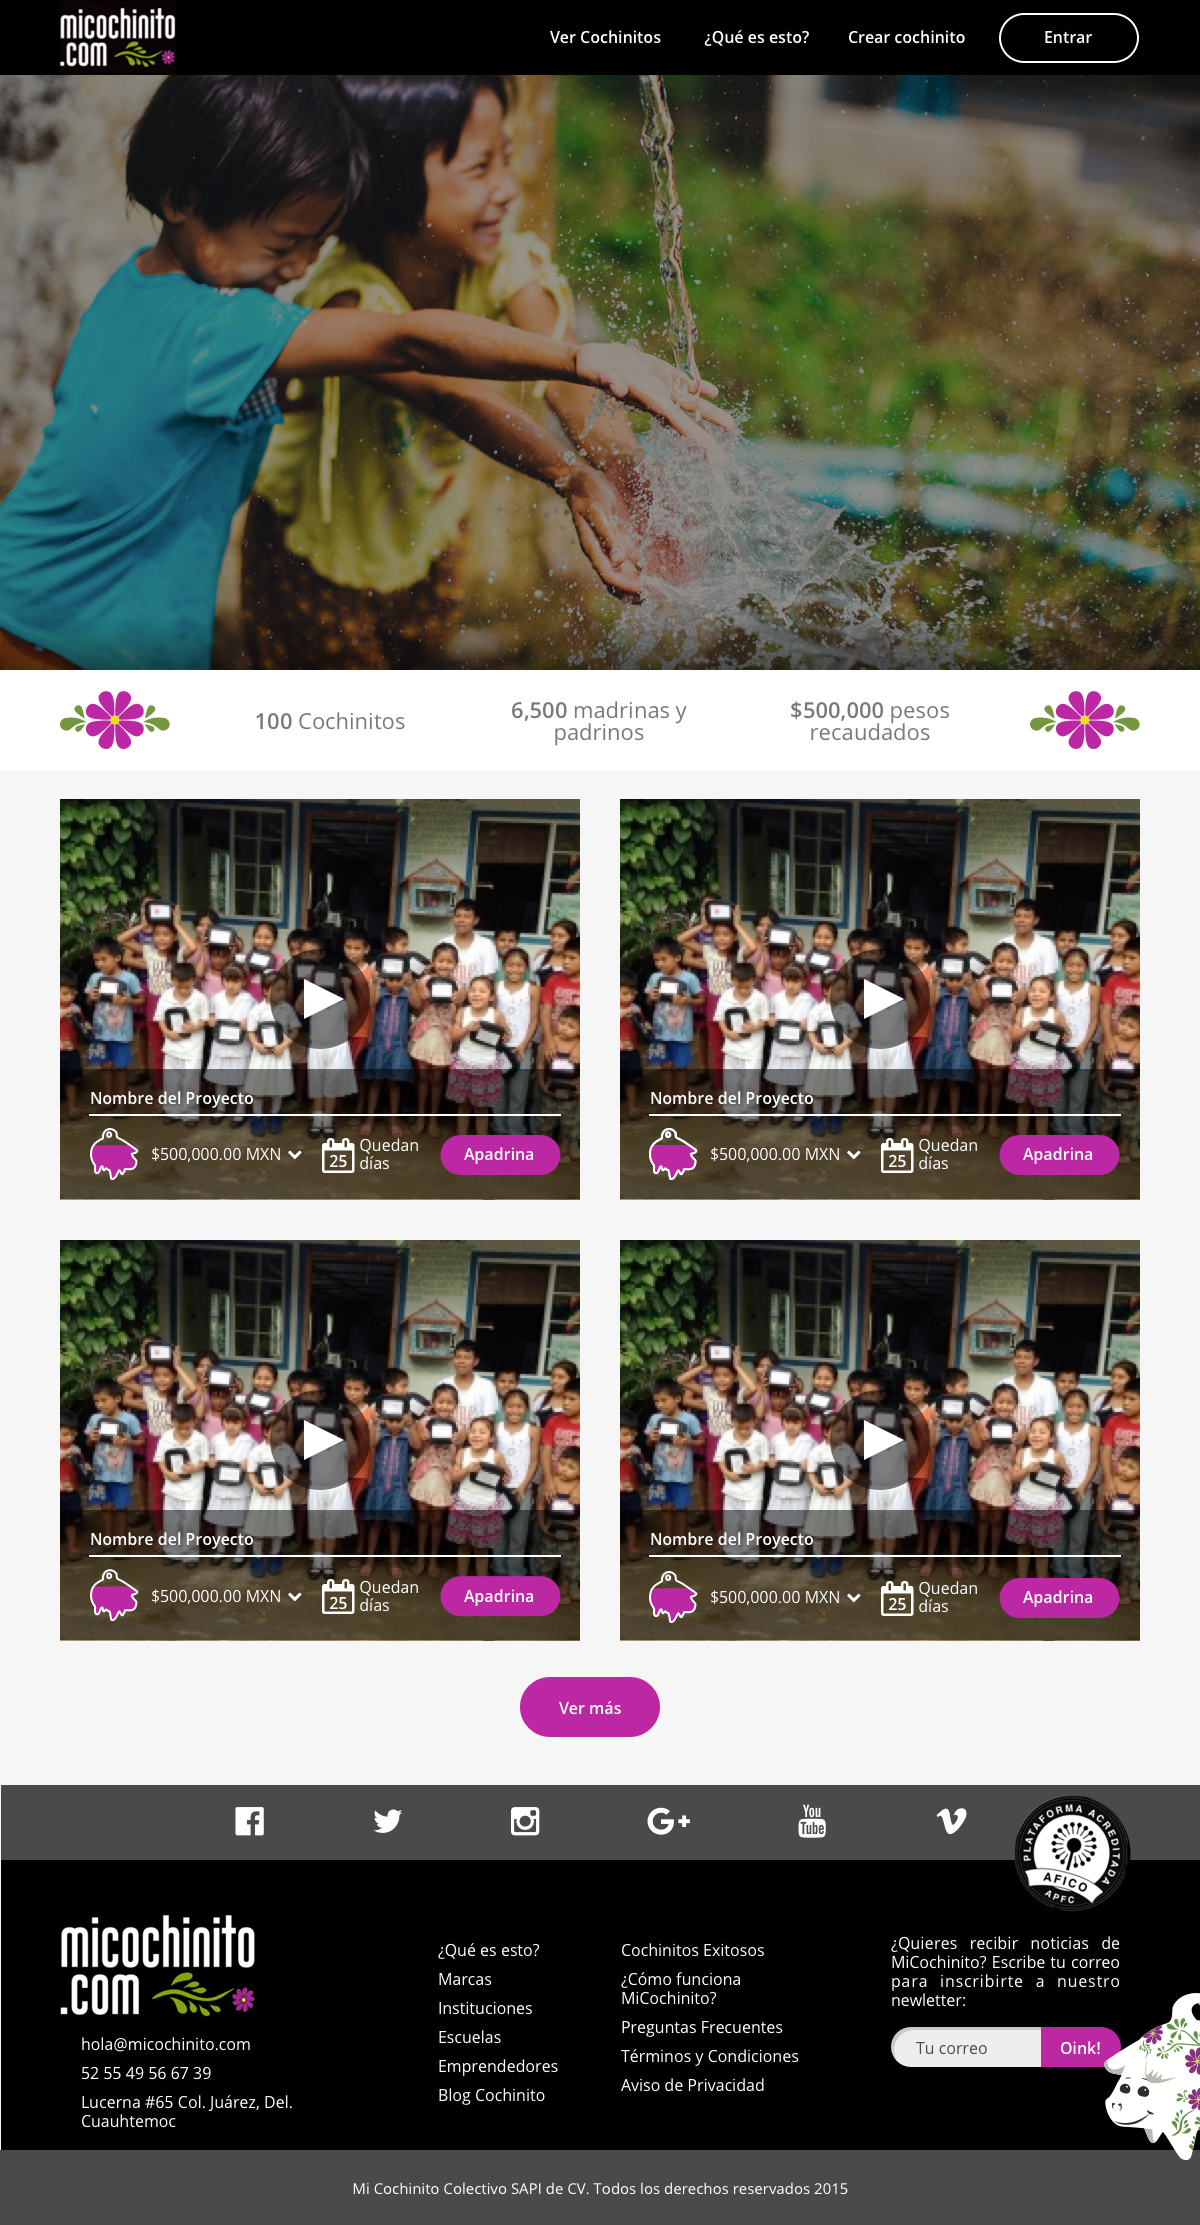 micochinito
.com
Ver Cochinitos
¿Qué es esto?
Crear cochinito
Entrar
100 Cochinitos
6,500 madrinas y
padrinos
$500,000 pesos
recaudados
Nombre del Proyecto
$500,000.00 MXN
25
Quedan
días
Apadrina
Nombre del Proyecto
$500,000.00 MXN
25
Quedan
días
Apadrina
Nombre del Proyecto
$500,000.00 MXN
25
Quedan
días
Apadrina
Nombre del Proyecto
$500,000.00 MXN
25
Quedan
días
Apadrina
Ver más
G+
You
Tube
PLATAFORMA ACREDITADA
AFICO
APFC
micochinito
.com
hola@micochinito.com
52 55 49 56 67 39
Lucerna #65 Col. Juárez, Del.
Cuauhtemoc
¿Qué es esto?
Marcas
Instituciones
Escuelas
Emprendedores
Blog Cochinito
Cochinitos Exitosos
¿Cómo funciona
MiCochinito?
Preguntas Frecuentes
Términos y Condiciones
Aviso de Privacidad
¿Quieres recibir noticias de
MiCochinito? Escribe tu correo
para inscribirte a nuestro
newletter:
Tu correo
Oink!
Mi Cochinito Colectivo SAPI de CV. Todos los derechos reservados 2015